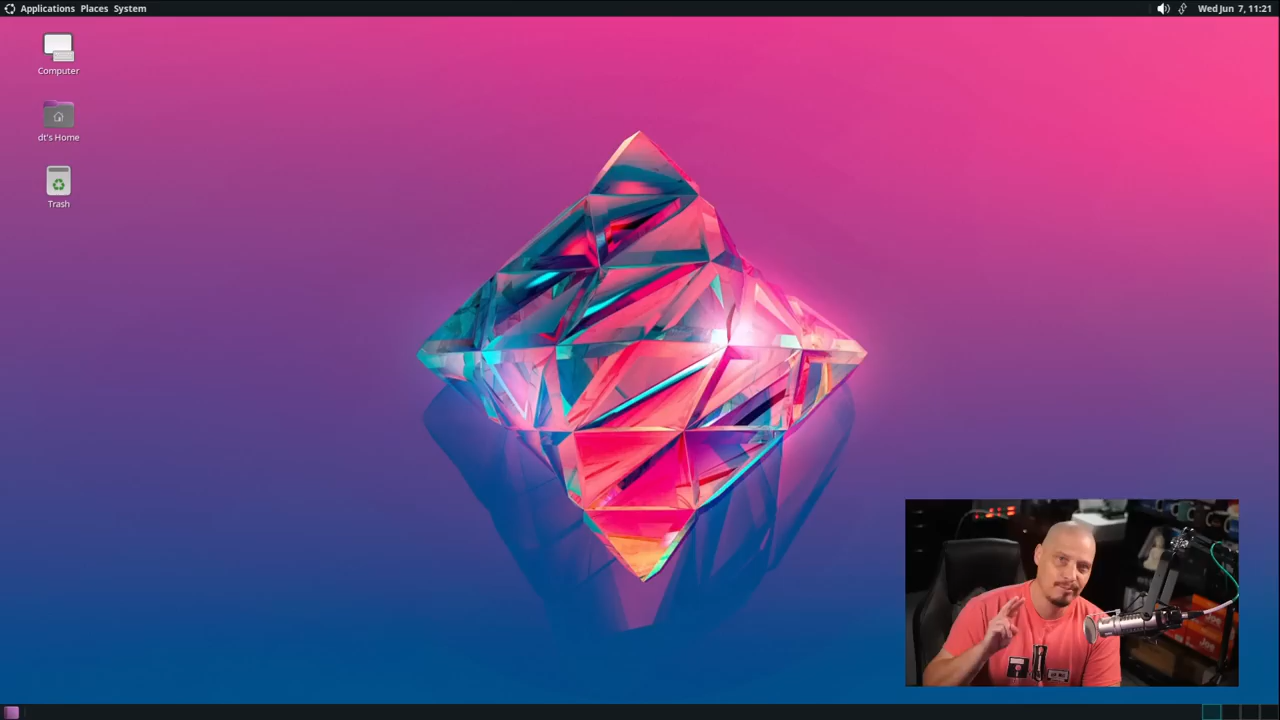 Applications Places System
Wed Jun 7, 11:21
Computer
dt's Home
Trash